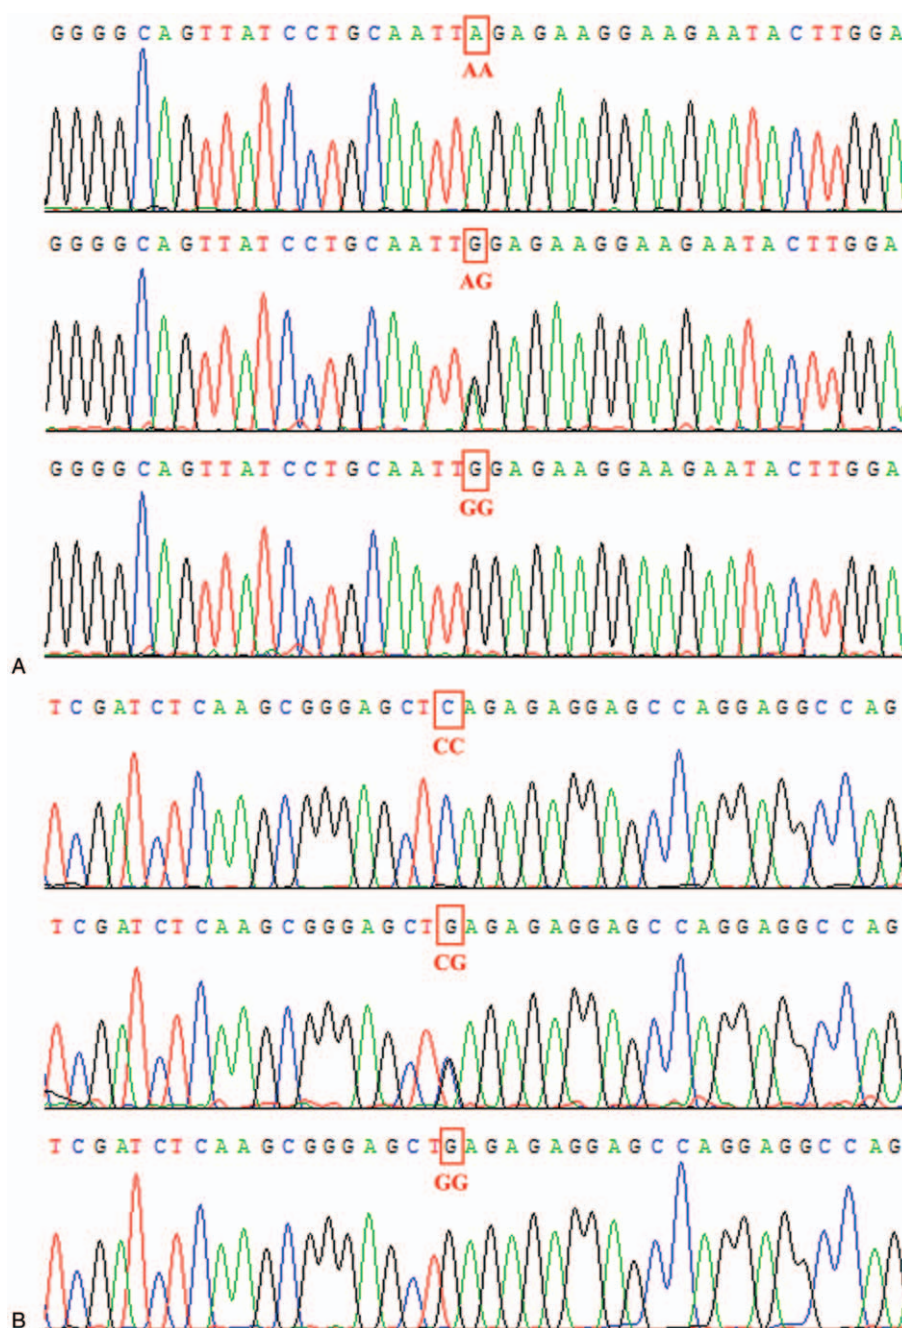 GGGGCAGTTATCCTGCAATTAGAGAAGGAAGAATACTTGGA
AA
GGGGCAGTTATCCTGCAATTGGAGAAGGAAGAATACTTGGA
AG
GGGGCAGTTATCCTGCAATTGGAGAAGGAAGAATACTTGGA
GG
A
TCGATCTCAAGCGGGAGCTCAGAGAGGAGCCAGGAGGCCAG
CC
TCGATCTCAAGCGGGAGCTGAGAGAGGAGCCAGGAGGCCAG
CG
TCGATCTCAAGCGGGAGCTGAGAGAGGAGCCAGGAGGCCAG
GG
B